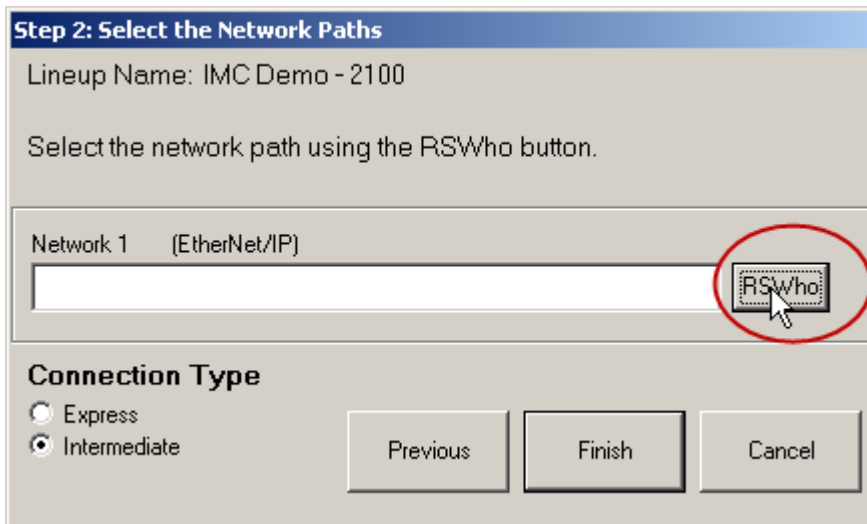 Step 2: Select the Network Paths
Lineup Name: IMC Demo - 2100
Select the network path using the RSWho button.
Network 1 (EtherNet/IP)
RSWho
Connection Type
Express
Intermediate
Previous
Finish
Cancel